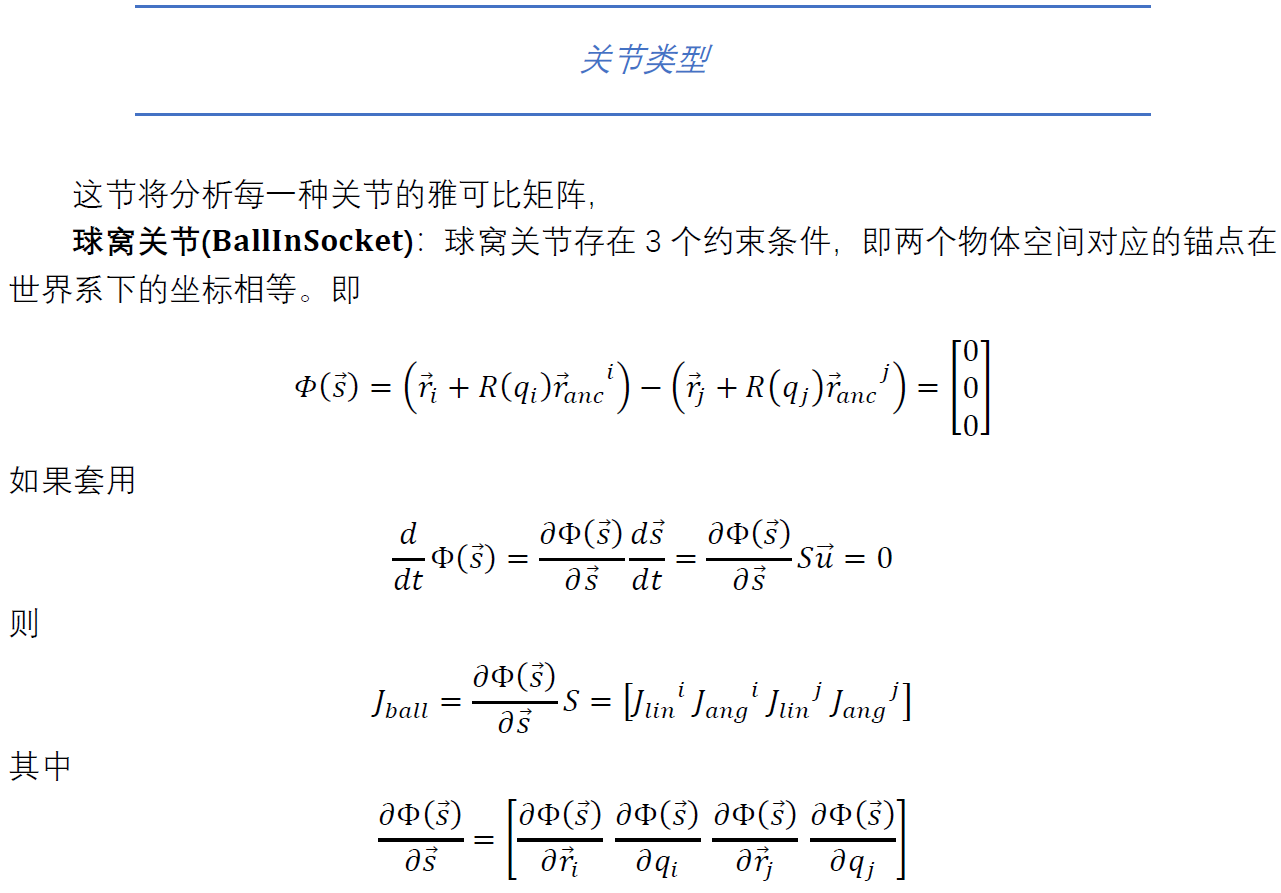 关节类型
这节将分析每一种关节的雅可比矩阵,
球窝关节(BallInSocket)：球窝关节存在 3 个约束条件，即两个物体空间对应的锚点在
世界系下的坐标相等。即
$\Phi(\vec{s}) = \left(\vec{r}_i + R(q_i)\vec{r}_{anc}{}^{i}\right) - \left(\vec{r}_j + R(q_j)\vec{r}_{anc}{}^{j}\right) = \begin{bmatrix}0\\0\\0\end{bmatrix}$
如果套用
$\frac{d}{dt}\Phi(\vec{s}) = \frac{\partial\Phi(\vec{s})}{\partial\vec{s}}\frac{d\vec{s}}{dt} = \frac{\partial\Phi(\vec{s})}{\partial\vec{s}}S\vec{u} = 0$
则
$J_{ball} = \frac{\partial\Phi(\vec{s})}{\partial\vec{s}}S = \left[J_{lin}{}^{i}\ J_{ang}{}^{i}\ J_{lin}{}^{j}\ J_{ang}{}^{j}\right]$
其中
$\frac{\partial\Phi(\vec{s})}{\partial\vec{s}} = \left[\frac{\partial\Phi(\vec{s})}{\partial\vec{r}_i}\ \frac{\partial\Phi(\vec{s})}{\partial q_i}\ \frac{\partial\Phi(\vec{s})}{\partial\vec{r}_j}\ \frac{\partial\Phi(\vec{s})}{\partial q_j}\right]$